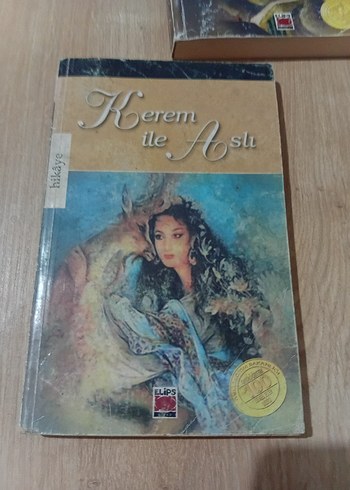 Kerem
ile Aslı
hikâye
ELİPS